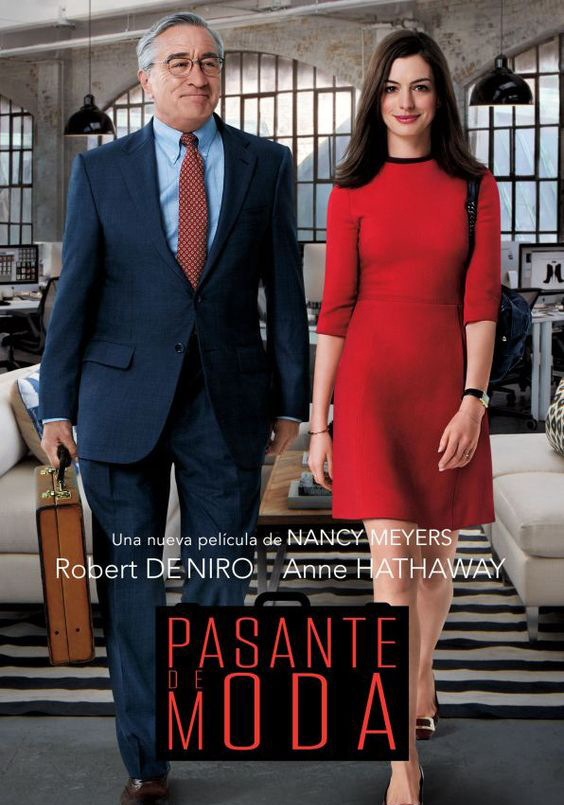 Una nueva película de NANCY MEYERS
Robert DE NIRO Anne HATHAWAY
PASANTE
DE
MODA